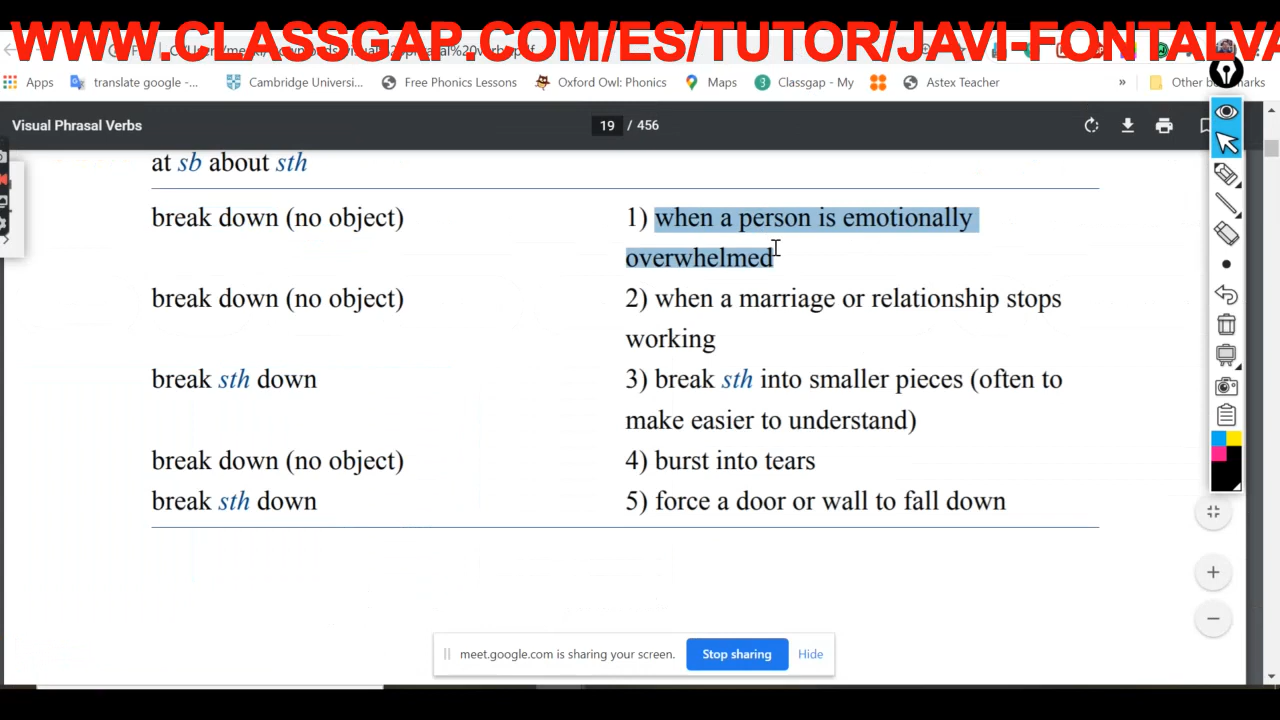 WWW.CLASSGAP.COM/ES/TUTOR/JAVI-FONTALVA
Apps translate google -... Cambridge Universi... Free Phonics Lessons Oxford Owl: Phonics Maps Classgap - My Astex Teacher » Other bookmarks
Visual Phrasal Verbs 19 / 456
at sb about sth
break down (no object) 1) when a person is emotionally
overwhelmed
break down (no object) 2) when a marriage or relationship stops
working
break sth down 3) break sth into smaller pieces (often to
make easier to understand)
break down (no object) 4) burst into tears
break sth down 5) force a door or wall to fall down
meet.google.com is sharing your screen. Stop sharing Hide